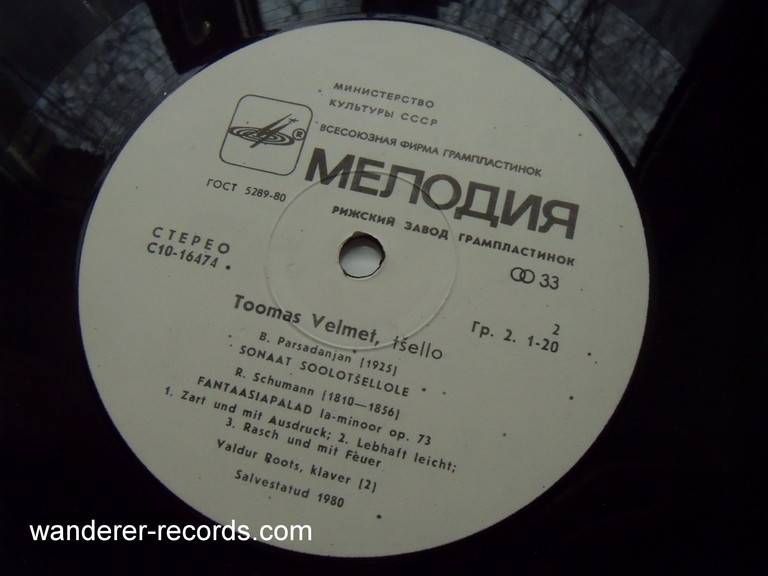 МИНИСТЕРСТВО
КУЛЬТУРЫ СССР
ВСЕСОЮЗНАЯ ФИРМА ГРАМПЛАСТИНОК
®
МЕЛОДИЯ
ГОСТ 5289-80
РИЖСКИЙ ЗАВОД ГРАМПЛАСТИНОК
СТЕРЕО
С10-16474
33
2
Гр. 2. 1-20
Toomas Velmet, tšello
B. Parsadanjan (1925)
SONAAT SOOLOTŠELLOLE
R. Schumann (1810—1856)
FANTAASIAPALAD la-minoor op. 73
1. Zart und mit Ausdruck; 2. Lebhaft leicht;
3. Rasch und mit Feuer
Valdur Roots, klaver (2)
Salvestatud 1980
wanderer-records.com